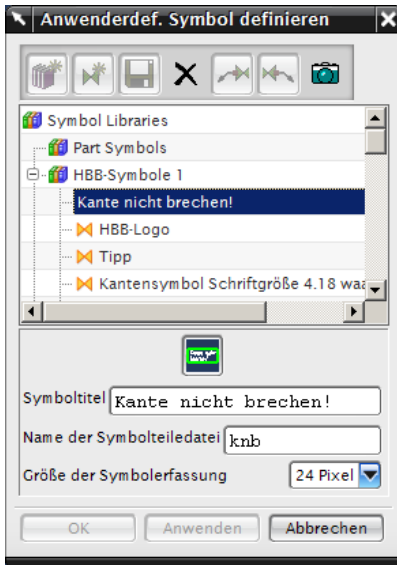 Anwenderdef. Symbol definieren
Symbol Libraries
Part Symbols
HBB-Symbole 1
Kante nicht brechen!
HBB-Logo
Tipp
Kantensymbol Schriftgröße 4.18 waa
Symboltitel Kante nicht brechen!
Name der Symbolteiledatei knb
Größe der Symbolerfassung 24 Pixel
OK Anwenden Abbrechen